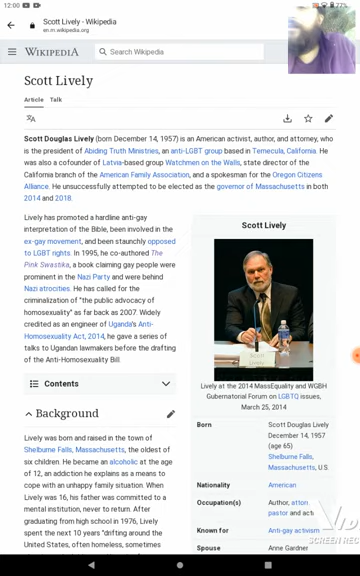 12:00
77%
Scott Lively - Wikipedia
en.m.wikipedia.org
WIKIPEDIA
Search Wikipedia
Scott Lively
Article Talk
Scott Douglas Lively (born December 14, 1957) is an American activist, author, and attorney, who
is the president of Abiding Truth Ministries, an anti-LGBT group based in Temecula, California. He
was also a cofounder of Latvia-based group Watchmen on the Walls, state director of the
California branch of the American Family Association, and a spokesman for the Oregon Citizens
Alliance. He unsuccessfully attempted to be elected as the governor of Massachusetts in both
2014 and 2018.
Lively has promoted a hardline anti-gay
interpretation of the Bible, been involved in the
ex-gay movement, and been staunchly opposed
to LGBT rights. In 1995, he co-authored The
Pink Swastika, a book claiming gay people were
prominent in the Nazi Party and were behind
Nazi atrocities. He has called for the
criminalization of "the public advocacy of
homosexuality" as far back as 2007. Widely
credited as an engineer of Uganda's Anti-
Homosexuality Act, 2014, he gave a series of
talks to Ugandan lawmakers before the drafting
of the Anti-Homosexuality Bill.
Contents
Background
Lively was born and raised in the town of
Shelburne Falls, Massachusetts, the oldest of
six children. He became an alcoholic at the age
of 12, an addiction he explains as a means to
cope with an unhappy family situation. When
Lively was 16, his father was committed to a
mental institution, never to return. After
graduating from high school in 1976, Lively
spent the next 10 years "drifting around the
United States, often homeless, sometimes
Scott Lively
Scott
Lively
Lively at the 2014 MassEquality and WGBH
Gubernatorial Forum on LGBTQ issues,
March 25, 2014
Born Scott Douglas Lively
December 14, 1957
(age 65)
Shelburne Falls,
Massachusetts, U.S.
Nationality American
Occupation(s) Author, attorn
pastor and acti
Known for Anti-gay activism
Spouse Anne Gardner
SCREEN REC